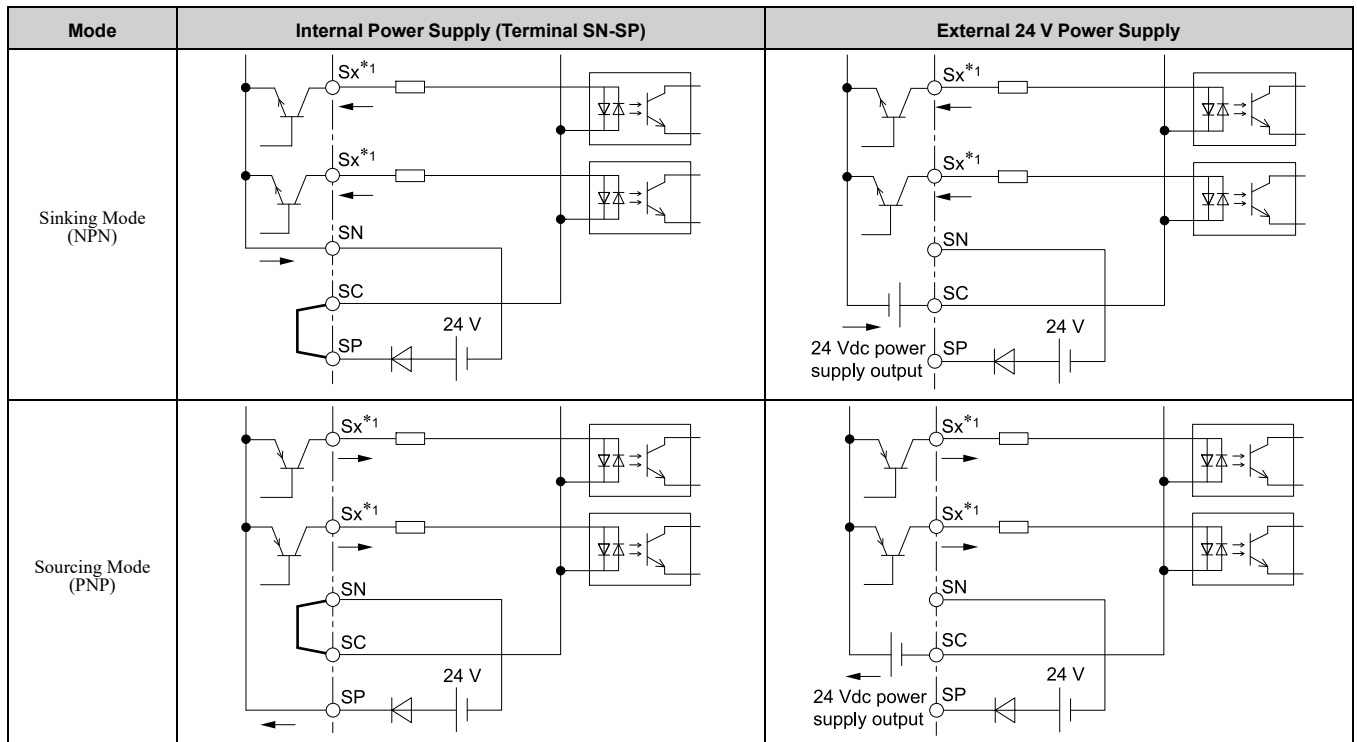 Mode
Internal Power Supply (Terminal SN-SP)
External 24 V Power Supply
Sinking Mode
(NPN)
Sx*1
Sx*1
SN
SC
24 V
SP
Sx*1
Sx*1
SN
SC
24 V
24 Vdc power
supply output
SP
Sourcing Mode
(PNP)
Sx*1
Sx*1
SN
SC
24 V
SP
Sx*1
Sx*1
SN
SC
24 V
24 Vdc power
supply output
SP